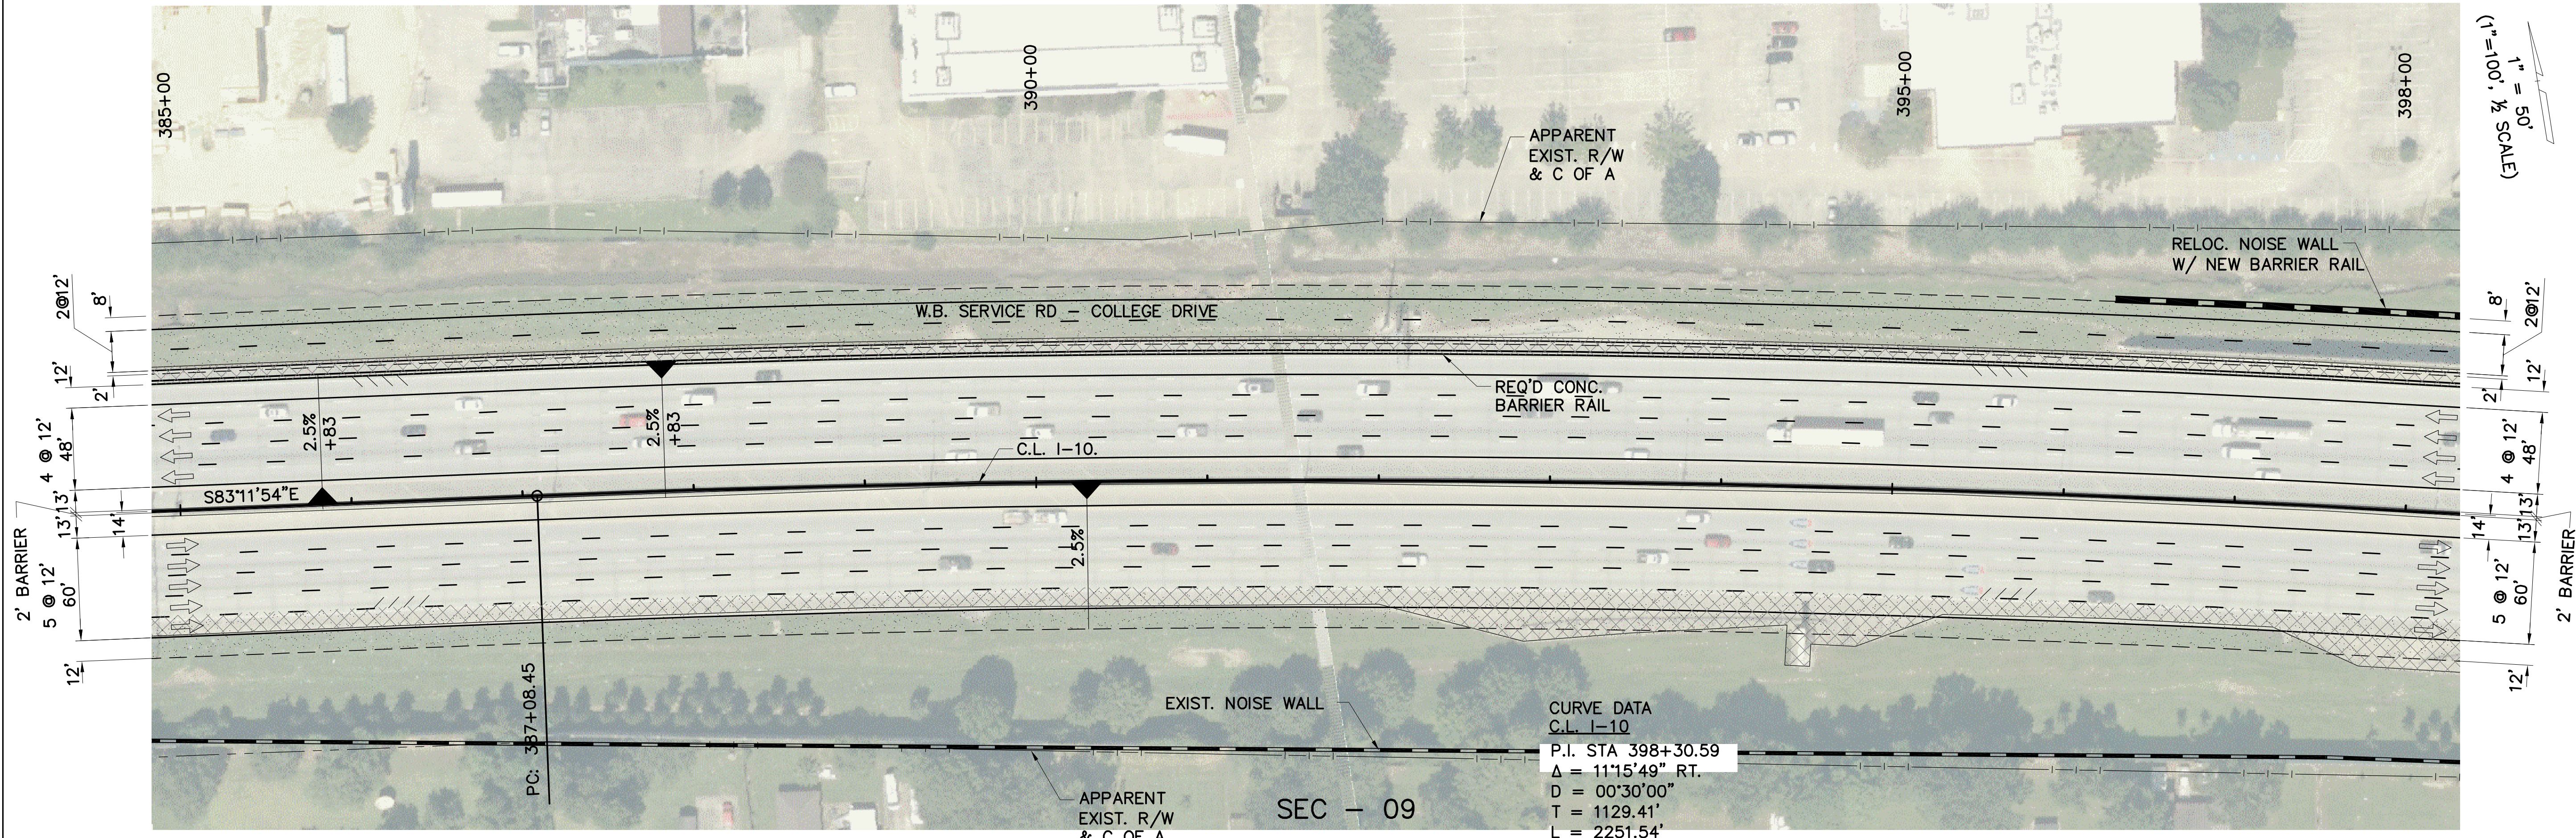 385+00
390+00
395+00
398+00
1" = 50'
(1"=100', ½ SCALE)
APPARENT
EXIST. R/W
& C OF A
RELOC. NOISE WALL
W/ NEW BARRIER RAIL
W.B. SERVICE RD - COLLEGE DRIVE
2@12'
8'
12'
2'
4 @ 12'
48'
13'
13'
14'
2' BARRIER
5 @ 12'
60'
12'
2.5%
+83
2.5%
+83
REQ'D CONC.
BARRIER RAIL
C.L. I-10.
S83°11'54"E
2.5%
8'
2@12'
12'
2'
4 @ 12'
48'
13'
13'
14'
5 @ 12'
60'
2' BARRIER
12'
PC: 387+08.45
EXIST. NOISE WALL
APPARENT
EXIST. R/W
& C OF A
SEC - 09
CURVE DATA
C.L. I-10
P.I. STA 398+30.59
Δ = 11°15'49" RT.
D = 00°30'00"
T = 1129.41'
L = 2251.54'